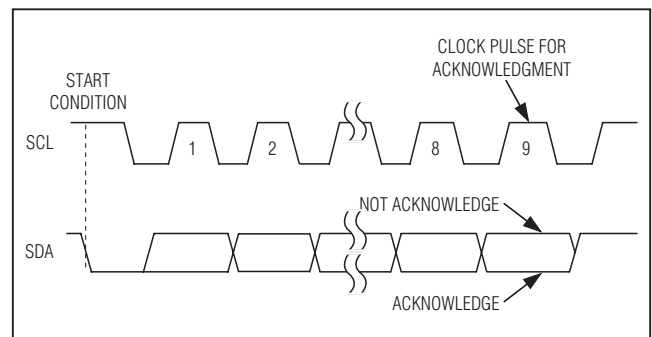 CLOCK PULSE FOR
ACKNOWLEDGMENT
START
CONDITION
SCL
1
2
8
9
NOT ACKNOWLEDGE
SDA
ACKNOWLEDGE